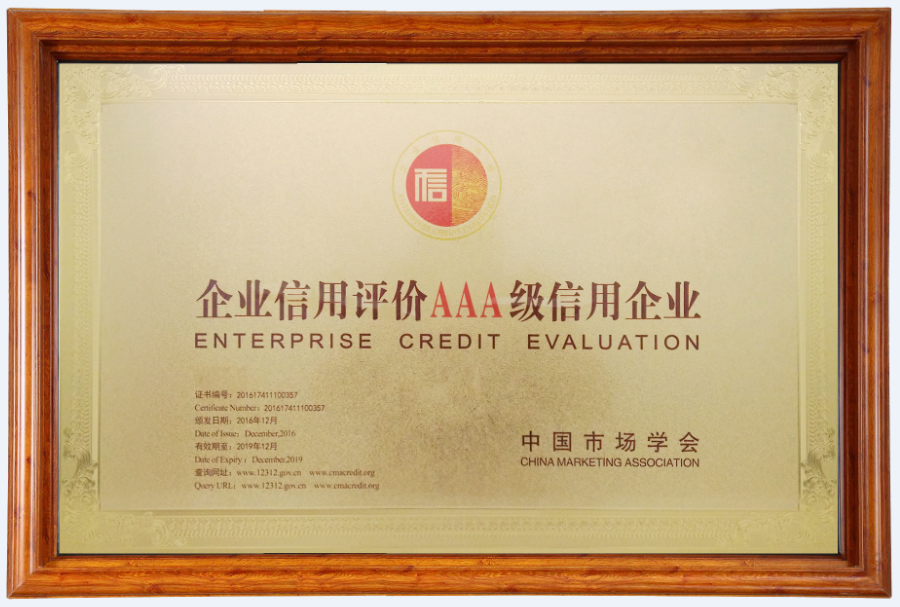 信
企业信用评价AAA级信用企业
ENTERPRISE CREDIT EVALUATION
证书编号：201617411100357
Certificate Number：201617411100357
颁发日期：2016年12月
Date of Issue：December,2016
有效期至：2019年12月
Date of Expiry：December,2019
查询网址：www.12312.gov.cn www.cmacredit.org
Query URL：www.12312.gov.cn www.cmacredit.org
中国市场学会
CHINA MARKETING ASSOCIATION